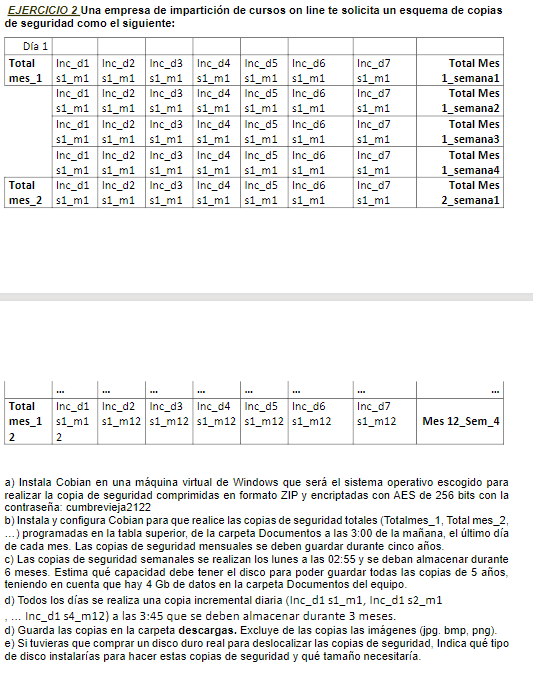 EJERCICIO 2 Una empresa de impartición de cursos on line te solicita un esquema de copias
de seguridad como el siguiente:
Día 1
Total Inc_d1 Inc_d2 Inc_d3 Inc_d4 Inc_d5 Inc_d6 Inc_d7 Total Mes
mes_1 s1_m1 s1_m1 s1_m1 s1_m1 s1_m1 s1_m1 s1_m1 1_semana1
Inc_d1 Inc_d2 Inc_d3 Inc_d4 Inc_d5 Inc_d6 Inc_d7 Total Mes
s1_m1 s1_m1 s1_m1 s1_m1 s1_m1 s1_m1 s1_m1 1_semana2
Inc_d1 Inc_d2 Inc_d3 Inc_d4 Inc_d5 Inc_d6 Inc_d7 Total Mes
s1_m1 s1_m1 s1_m1 s1_m1 s1_m1 s1_m1 s1_m1 1_semana3
Inc_d1 Inc_d2 Inc_d3 Inc_d4 Inc_d5 Inc_d6 Inc_d7 Total Mes
s1_m1 s1_m1 s1_m1 s1_m1 s1_m1 s1_m1 s1_m1 1_semana4
Total Inc_d1 Inc_d2 Inc_d3 Inc_d4 Inc_d5 Inc_d6 Inc_d7 Total Mes
mes_2 s1_m1 s1_m1 s1_m1 s1_m1 s1_m1 s1_m1 s1_m1 2_semana1
... ... ... ... ... ... ... ...
Total Inc_d1 Inc_d2 Inc_d3 Inc_d4 Inc_d5 Inc_d6 Inc_d7
mes_1 s1_m1 s1_m12 s1_m12 s1_m12 s1_m12 s1_m12 s1_m12 Mes 12_Sem_4
2 2
a) Instala Cobian en una máquina virtual de Windows que será el sistema operativo escogido para
realizar la copia de seguridad comprimidas en formato ZIP y encriptadas con AES de 256 bits con la
contraseña: cumbrevieja2122
b) Instala y configura Cobian para que realice las copias de seguridad totales (Totalmes_1, Total mes_2,
...) programadas en la tabla superior, de la carpeta Documentos a las 3:00 de la mañana, el último día
de cada mes. Las copias de seguridad mensuales se deben guardar durante cinco años.
c) Las copias de seguridad semanales se realizan los lunes a las 02:55 y se deban almacenar durante
6 meses. Estima qué capacidad debe tener el disco para poder guardar todas las copias de 5 años,
teniendo en cuenta que hay 4 Gb de datos en la carpeta Documentos del equipo.
d) Todos los días se realiza una copia incremental diaria (Inc_d1 s1_m1, Inc_d1 s2_m1
, ... Inc_d1 s4_m12) a las 3:45 que se deben almacenar durante 3 meses.
d) Guarda las copias en la carpeta descargas. Excluye de las copias las imágenes (jpg. bmp, png).
e) Si tuvieras que comprar un disco duro real para deslocalizar las copias de seguridad, Indica qué tipo
de disco instalarías para hacer estas copias de seguridad y qué tamaño necesitaría.